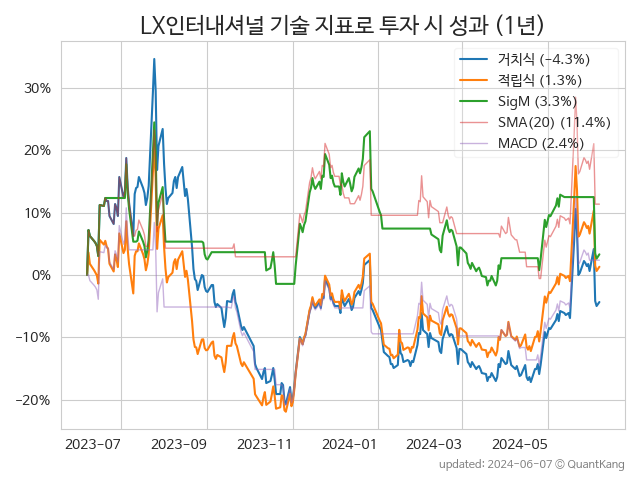 LX인터내셔널 기술 지표로 투자 시 성과 (1년)
거치식 (-4.3%)
적립식 (1.3%)
SigM (3.3%)
SMA(20) (11.4%)
MACD (2.4%)
30%
20%
10%
0%
-10%
-20%
2023-07 2023-09 2023-11 2024-01 2024-03 2024-05
updated: 2024-06-07 © QuantKang